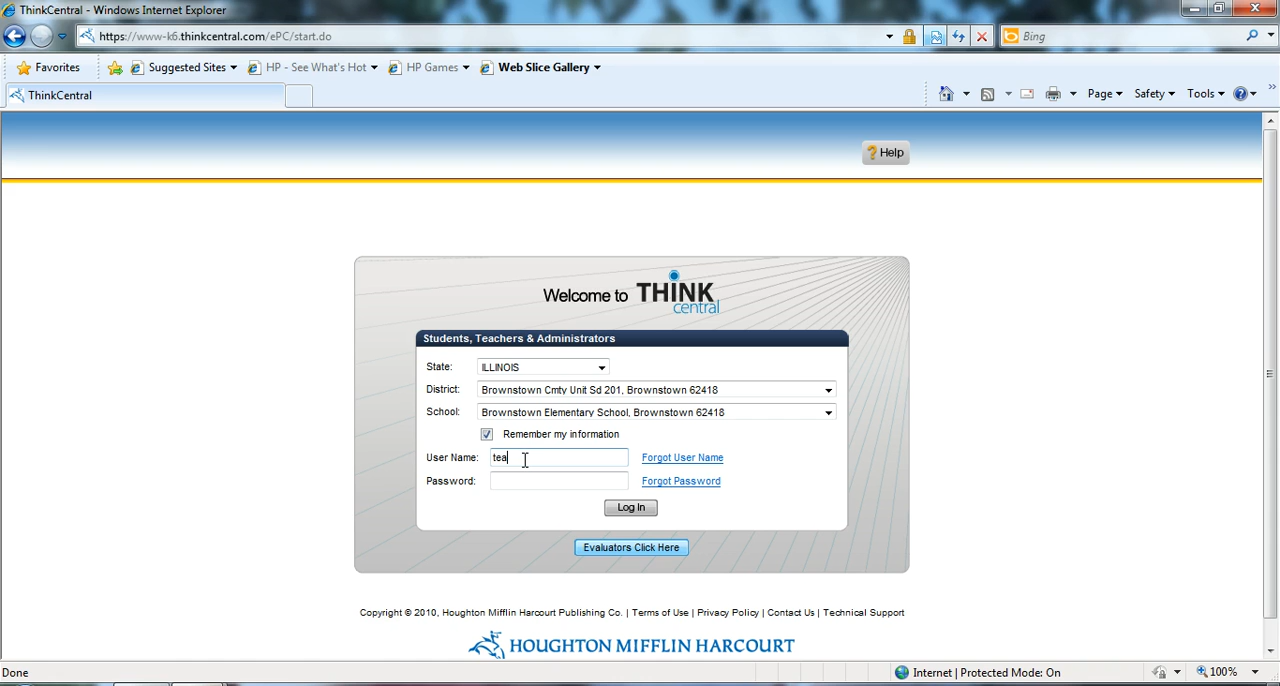 ThinkCentral - Windows Internet Explorer
https://www-k6.thinkcentral.com/ePC/start.do
Bing
Favorites Suggested Sites HP - See What's Hot HP Games Web Slice Gallery
ThinkCentral
Page Safety Tools
Help
Welcome to THINK central
Students, Teachers & Administrators
State: ILLINOIS
District: Brownstown Cmty Unit Sd 201, Brownstown 62418
School: Brownstown Elementary School, Brownstown 62418
Remember my information
User Name: tea Forgot User Name
Password: Forgot Password
Log In
Evaluators Click Here
Copyright © 2010, Houghton Mifflin Harcourt Publishing Co. | Terms of Use | Privacy Policy | Contact Us | Technical Support
HOUGHTON MIFFLIN HARCOURT
Done Internet | Protected Mode: On 100%